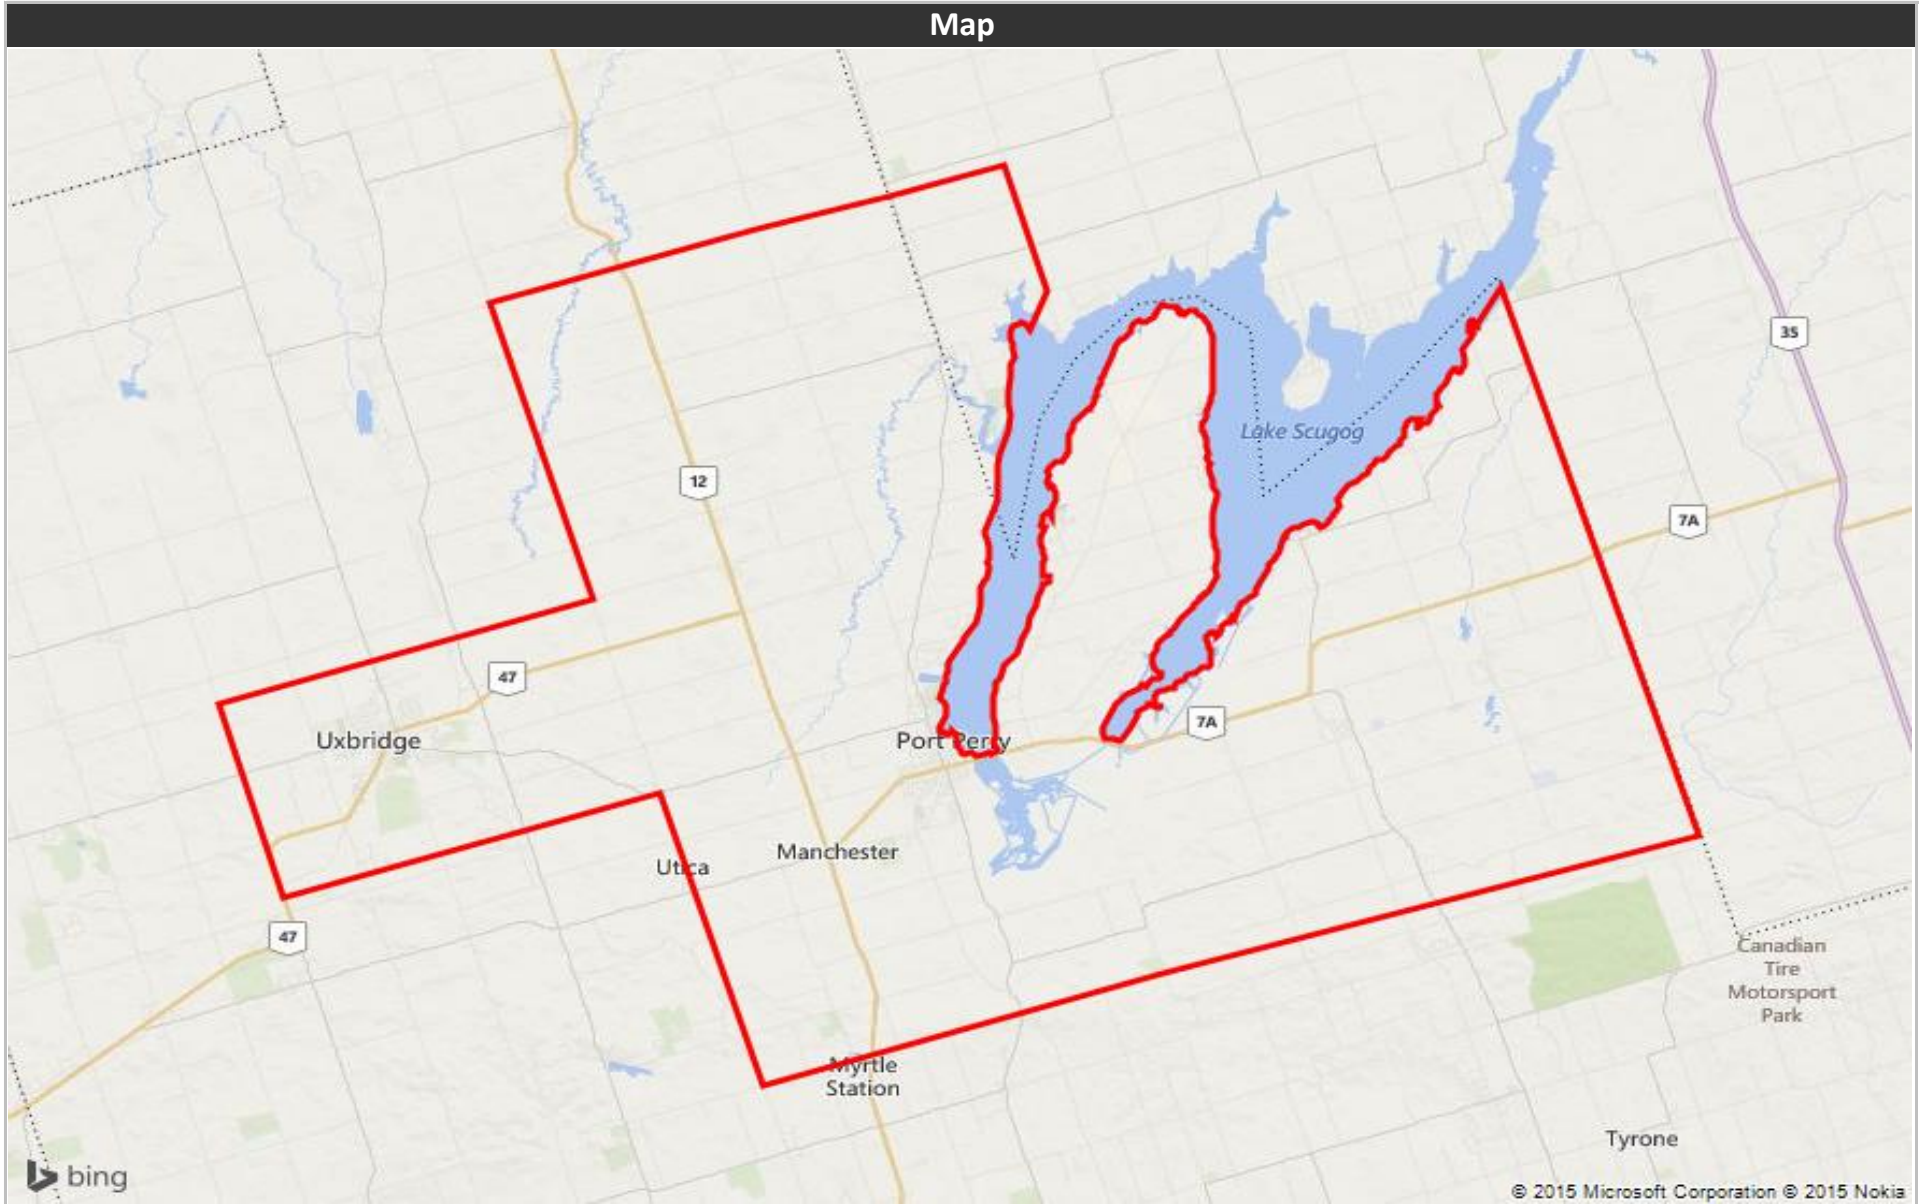 Map
35
Lake Scugog
12
7A
47
7A
Uxbridge
Port Perry
Manchester
Utica
47
Canadian
Tire
Motorsport
Park
Myrtle
Station
Tyrone
bing
© 2015 Microsoft Corporation © 2015 Nokia